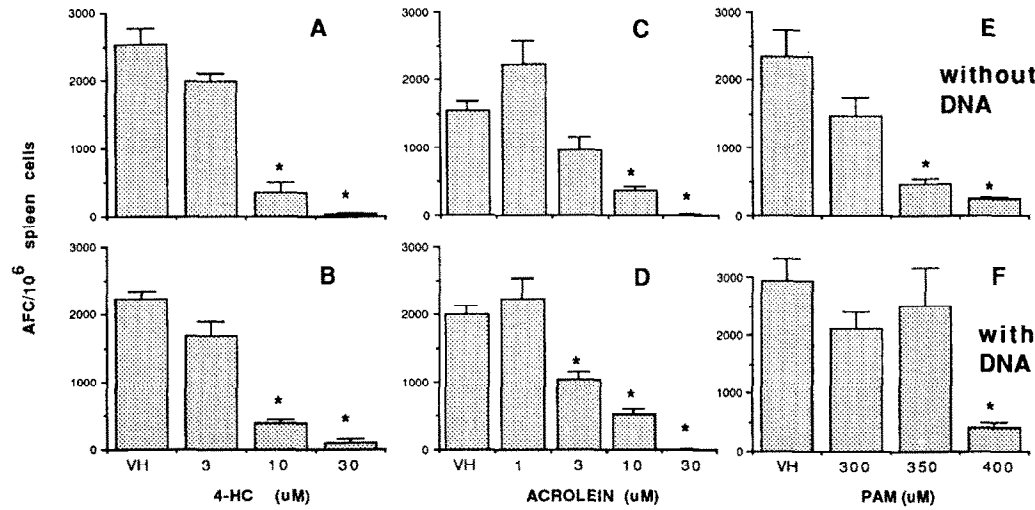 A
3000
2000
1000
0
*
*
C
3000
2000
1000
0
*
*
E
3000
2000
1000
0
*
*
without
DNA
AFC/10⁶ spleen cells
B
3000
2000
1000
0
*
*
VH 3 10 30
4-HC (uM)
D
3000
2000
1000
0
*
*
*
VH 1 3 10 30
ACROLEIN (uM)
F
3000
2000
1000
0
*
with
DNA
VH 300 350 400
PAM (uM)